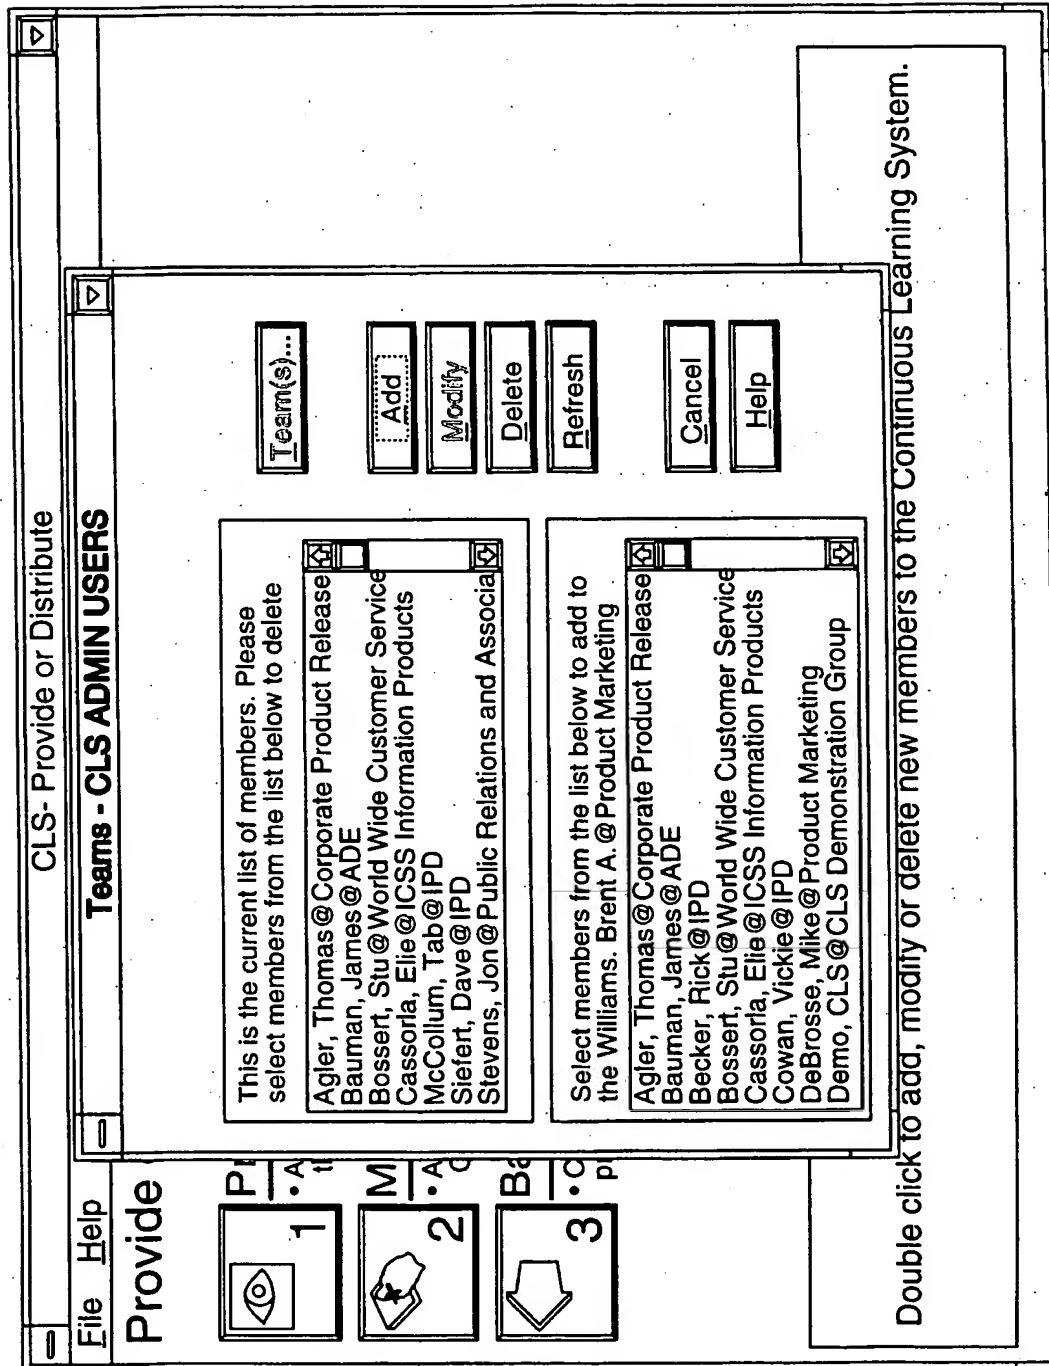 CLS- Provide or Distribute
File Help
Teams - CLS ADMIN USERS
Provide
1
2
M
• A
3
Ba
• C
This is the current list of members. Please
select members from the list below to delete
Agler, Thomas@Corporate Product Release
Bauman, James@ADE
Bossert, Stu@World Wide Customer Service
Cassorla, Elie@ICSS Information Products
McCollum, Tab@IPD
Siefert, Dave@IPD
Stevens, Jon@Public Relations and Associa
Select members from the list below to add to
the Williams. Brent A.@Product Marketing
Agler, Thomas@Corporate Product Release
Bauman, James@ADE
Becker, Rick@IPD
Bossert, Stu@World Wide Customer Service
Cassorla, Elie@ICSS Information Products
Cowan, Vickie@IPD
DeBrosse, Mike@Product Marketing
Demo, CLS@CLS Demonstration Group
Team(s)...
Add
Modify
Delete
Refresh
Cancel
Help
Double click to add, modify or delete new members to the Continuous Learning System.